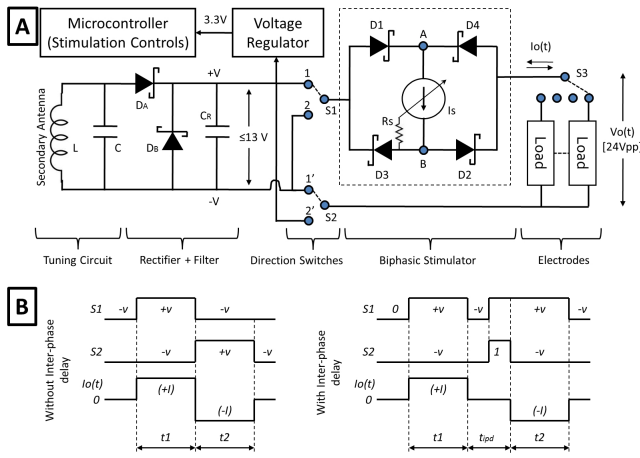 A
Microcontroller
(Stimulation Controls)
3.3V
Voltage
Regulator
D1
A
D4
Io(t)
S3
Secondary Antenna
L
C
DA
DB
+V
CR
≤13 V
-V
1
2
S1
1'
2'
S2
Rs
Is
D3
B
D2
Load
Load
Vo(t)
[24Vpp]
Tuning Circuit
Rectifier + Filter
Direction Switches
Biphasic Stimulator
Electrodes
B
Without Inter-phase
delay
S1 -v +v -v
S2 -v +v -v
Io(t)
0
(+I)
(-I)
t1 t2
With Inter-phase
delay
S1 0 +v -v +v -v
S2 -v 1 -v
Io(t)
0
(+I)
(-I)
t1 tipd t2